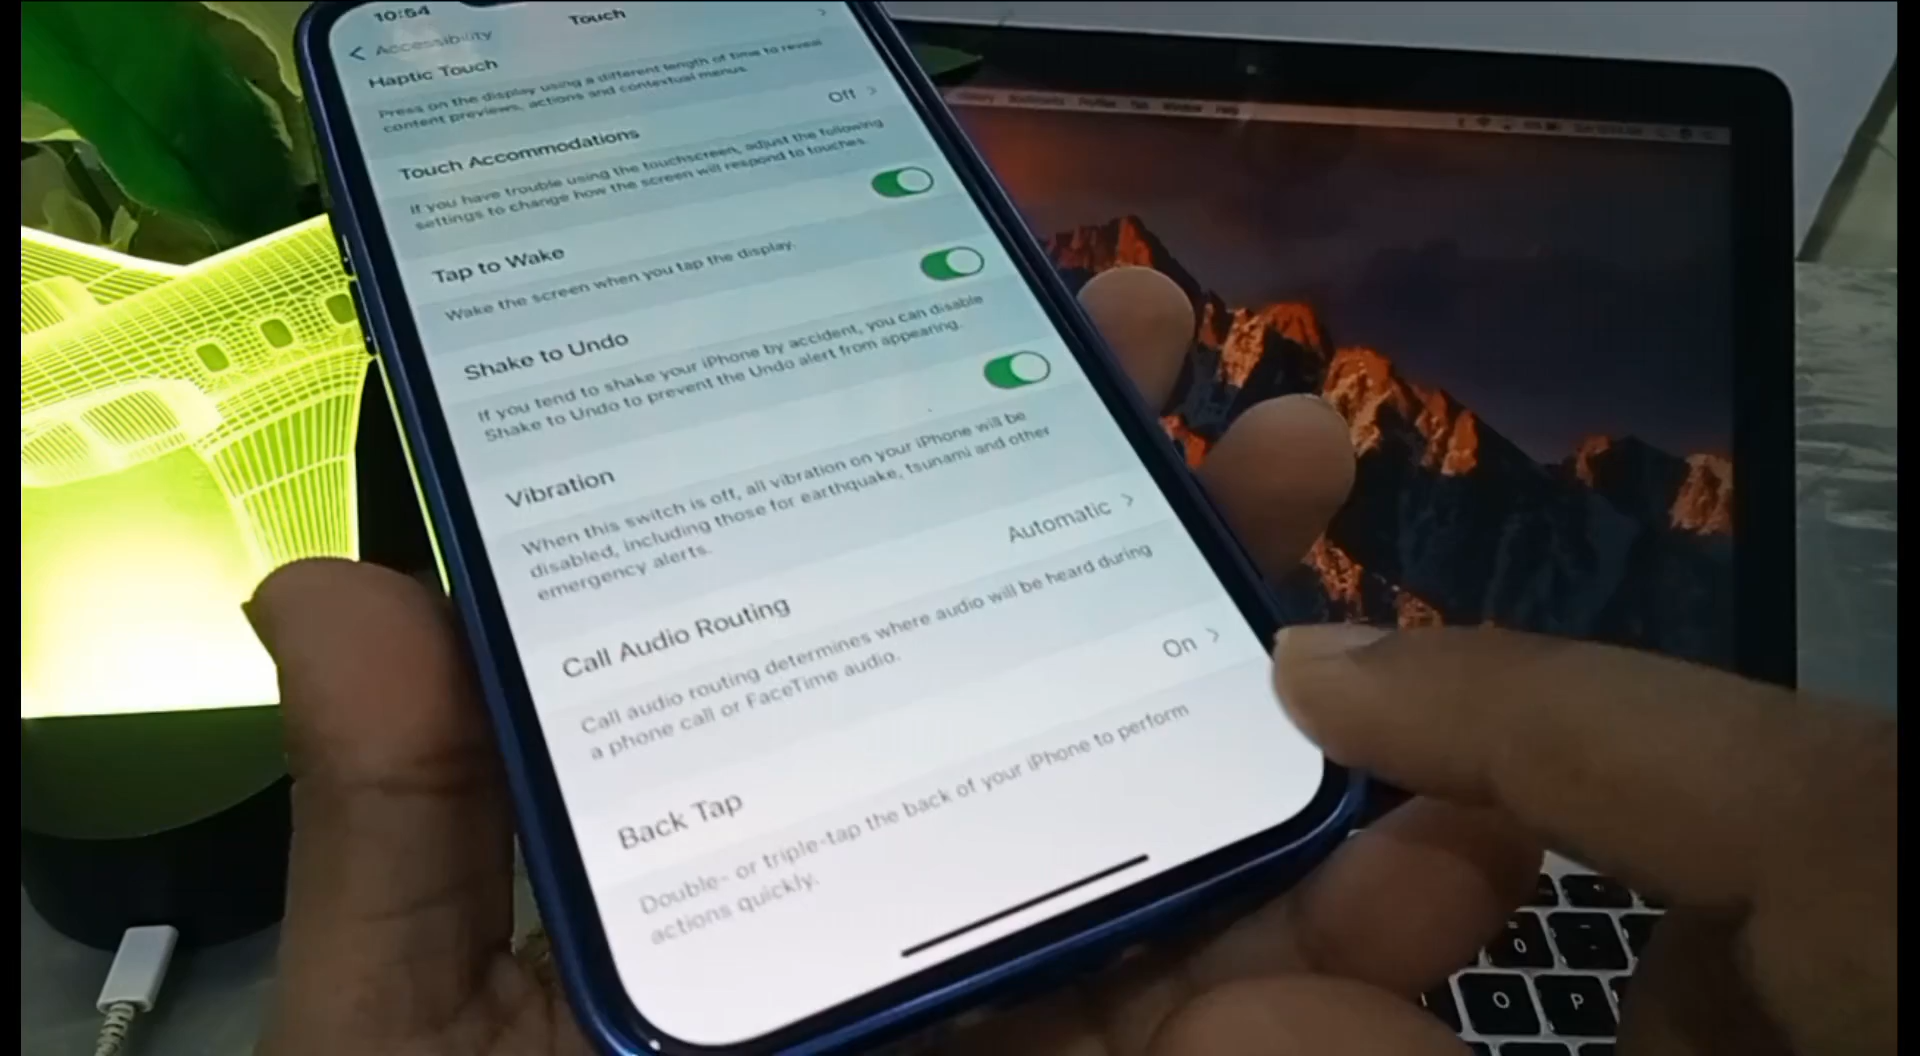 10:54
Touch
Accessibility
Haptic Touch
Press on the display using a different length of time to reveal
content previews, actions and contextual menus.
Touch Accommodations
Off
If you have trouble using the touchscreen, adjust the following
settings to change how the screen will respond to touches.
Tap to Wake
Wake the screen when you tap the display.
Shake to Undo
If you tend to shake your iPhone by accident, you can disable
Shake to Undo to prevent the Undo alert from appearing.
Vibration
When this switch is off, all vibration on your iPhone will be
disabled, including those for earthquake, tsunami and other
emergency alerts.
Call Audio Routing
Automatic
Call audio routing determines where audio will be heard during
a phone call or FaceTime audio.
Back Tap
On
Double- or triple-tap the back of your iPhone to perform
actions quickly.
History Bookmarks Profiles Tab Window Help
0 -
O P